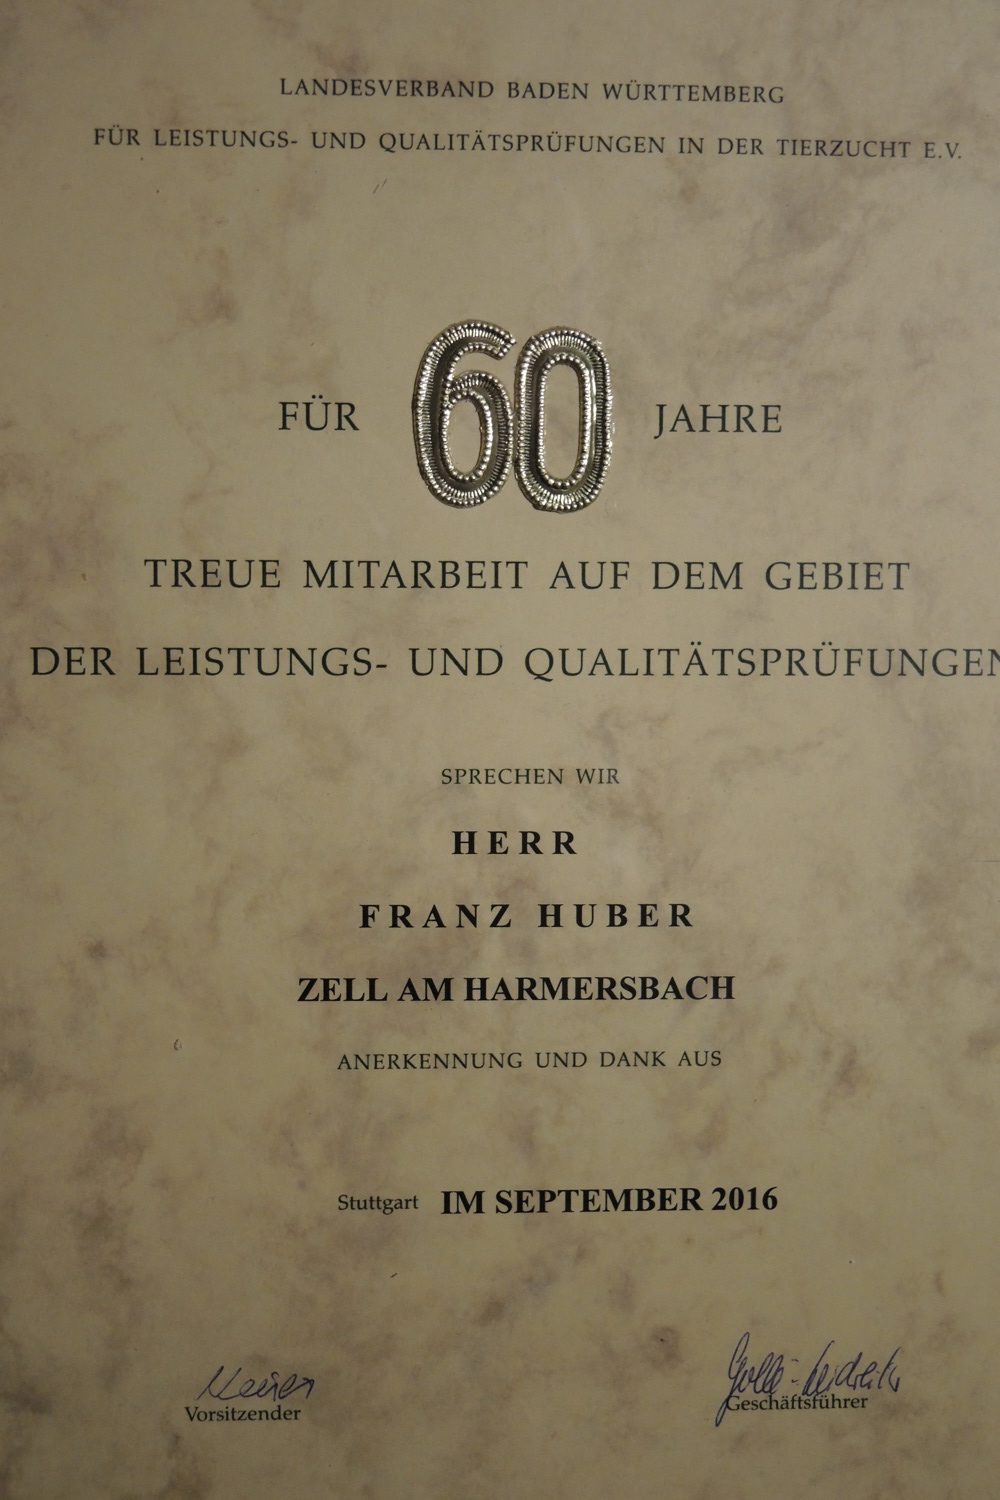 LANDESVERBAND BADEN WÜRTTEMBERG
FÜR LEISTUNGS- UND QUALITÄTSPRÜFUNGEN IN DER TIERZUCHT E.V.
FÜR 60 JAHRE
TREUE MITARBEIT AUF DEM GEBIET
DER LEISTUNGS- UND QUALITÄTSPRÜFUNGEN
SPRECHEN WIR
HERR
FRANZ HUBER
ZELL AM HARMERSBACH
ANERKENNUNG UND DANK AUS
Stuttgart IM SEPTEMBER 2016
Vorsitzender
Geschäftsführer